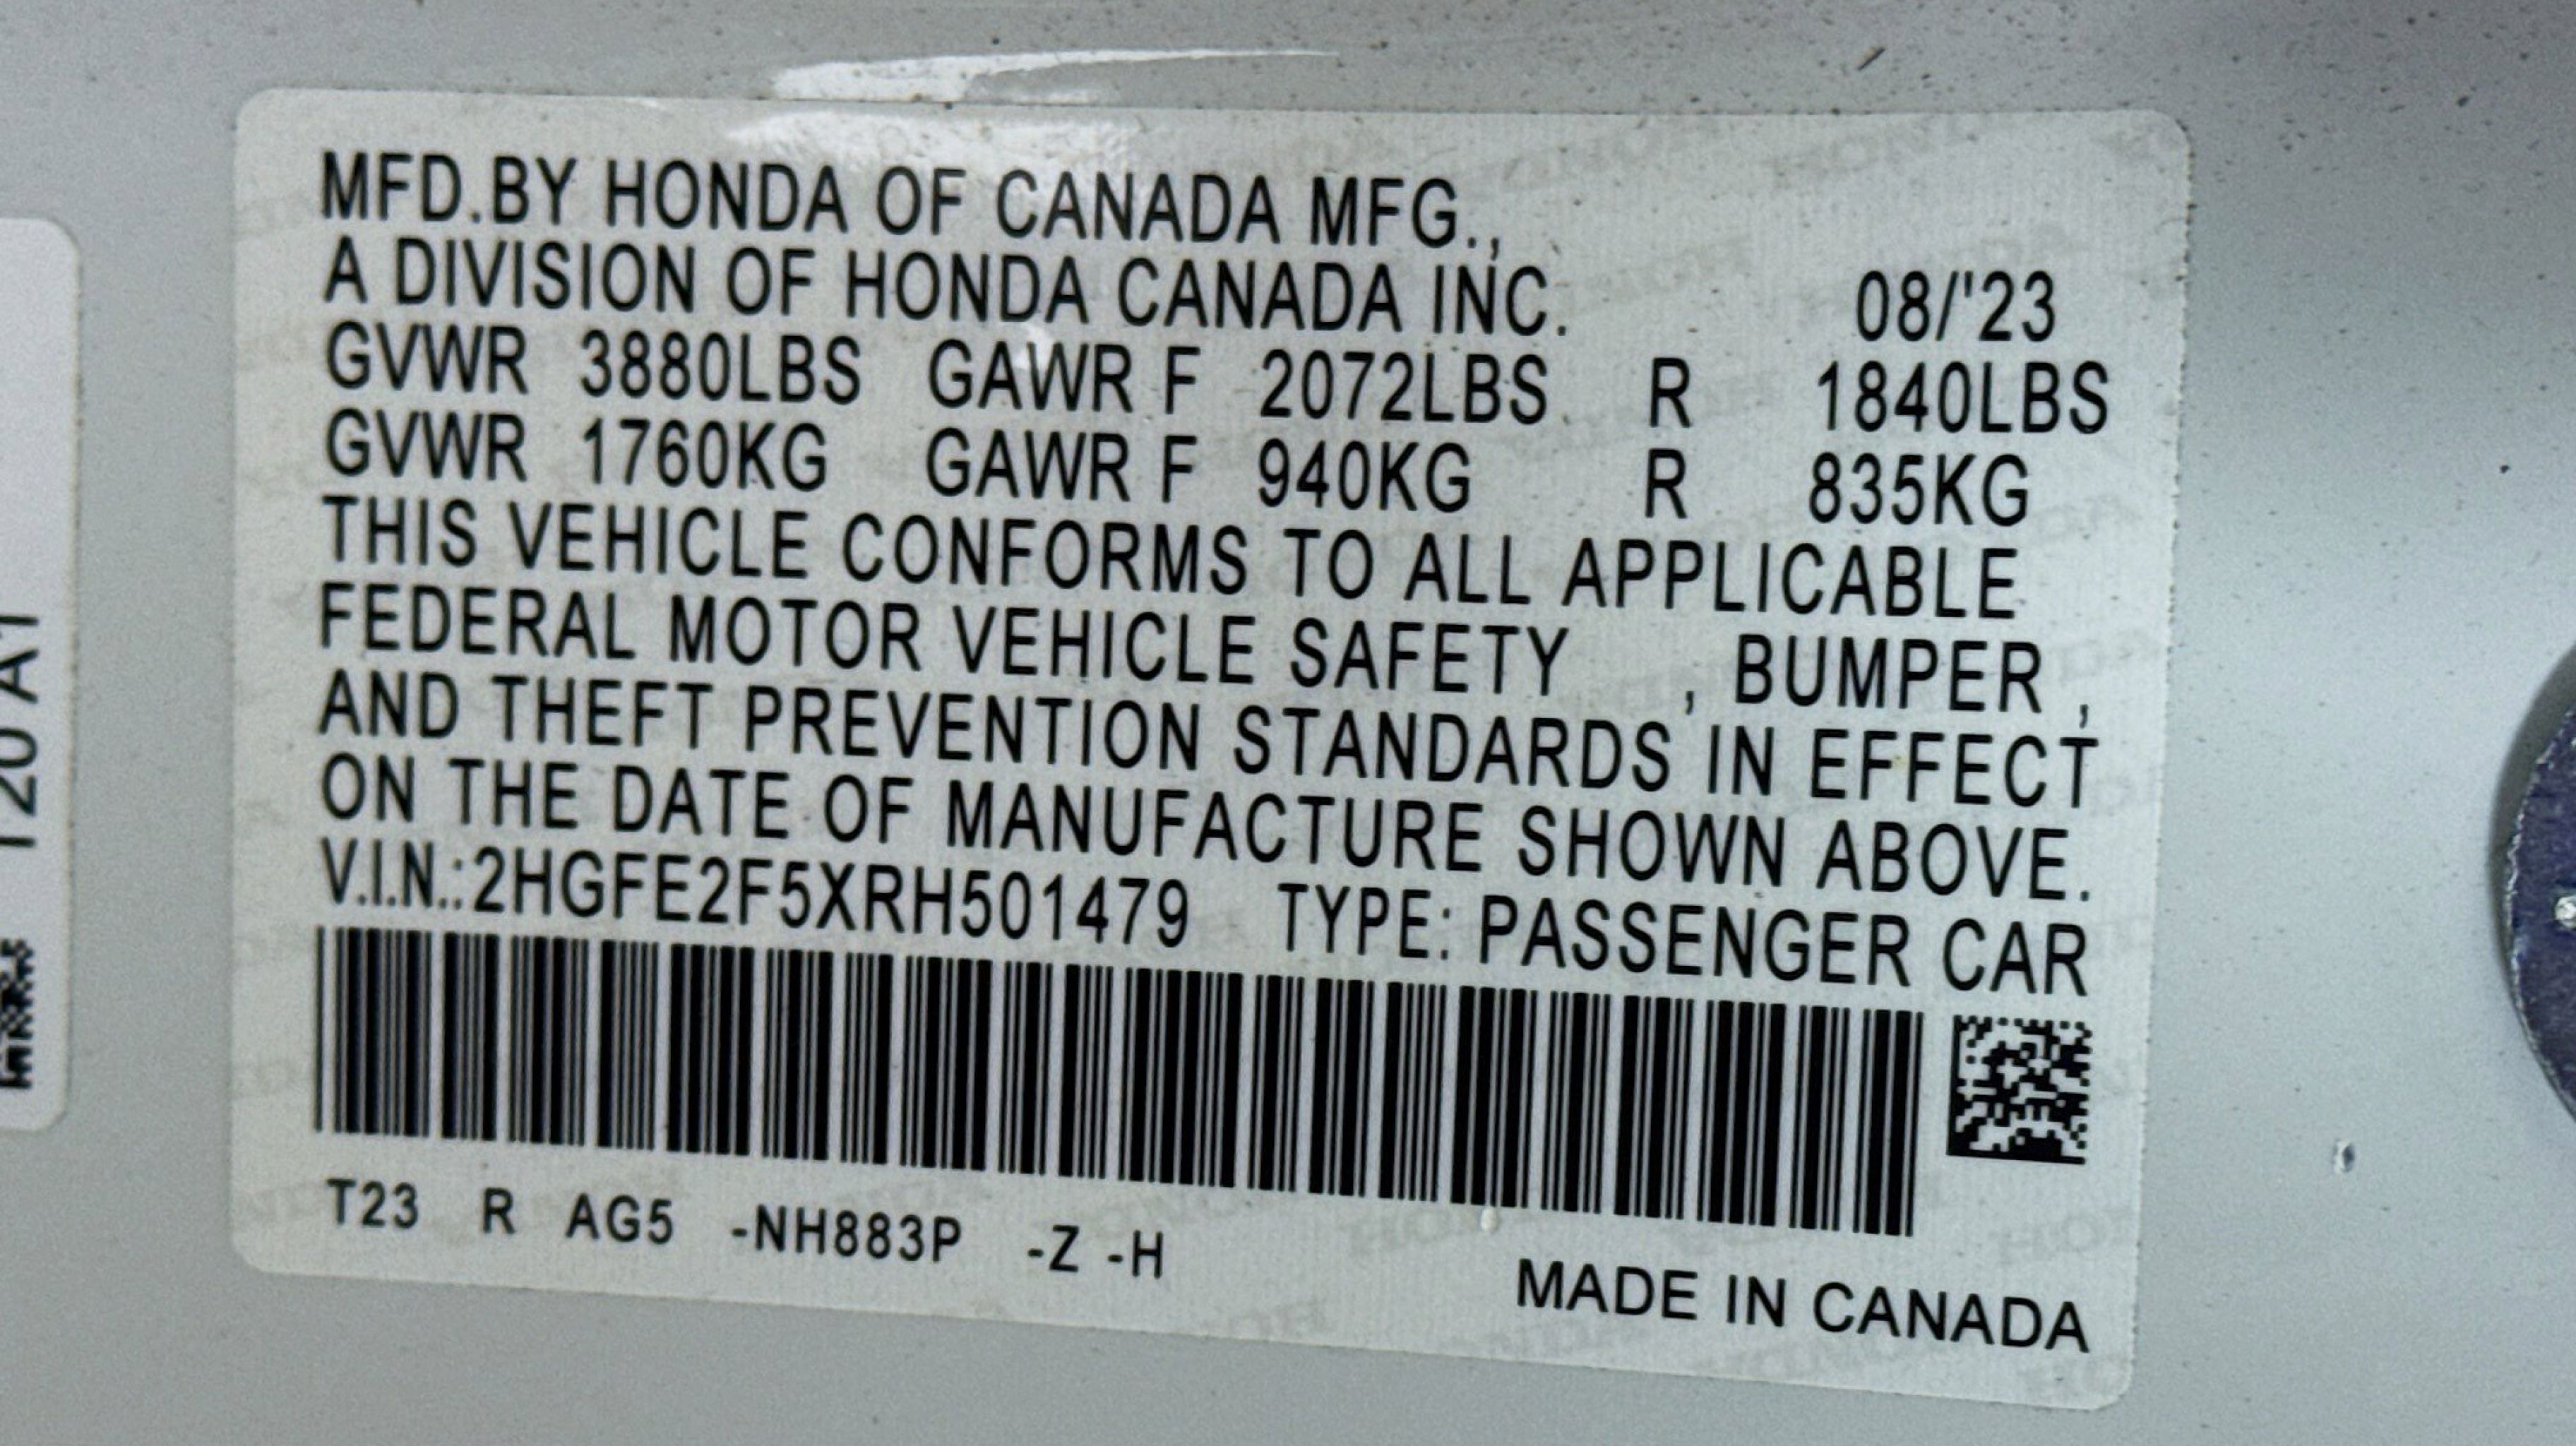 MFD.BY HONDA OF CANADA MFG.,
A DIVISION OF HONDA CANADA INC. 08/'23
GVWR 3880LBS GAWR F 2072LBS R 1840LBS
GVWR 1760KG GAWR F 940KG R 835KG
THIS VEHICLE CONFORMS TO ALL APPLICABLE
FEDERAL MOTOR VEHICLE SAFETY , BUMPER ,
AND THEFT PREVENTION STANDARDS IN EFFECT
ON THE DATE OF MANUFACTURE SHOWN ABOVE.
V.I.N.:2HGFE2F5XRH501479 TYPE: PASSENGER CAR
T23 R AG5 -NH883P -Z -H
MADE IN CANADA